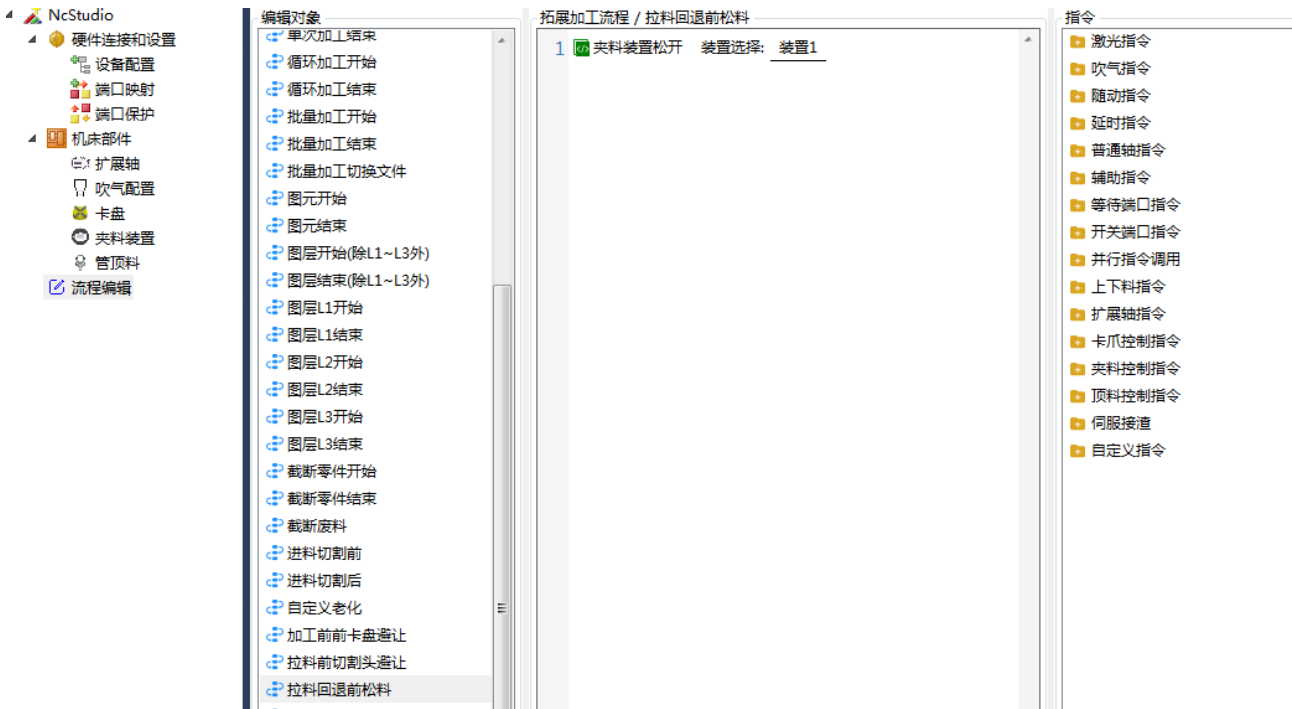 NcStudio
硬件连接和设置
设备配置
端口映射
端口保护
机床部件
扩展轴
吹气配置
卡盘
夹料装置
管顶料
流程编辑
编辑对象
单次加工结束
循环加工开始
循环加工结束
批量加工开始
批量加工结束
批量加工切换文件
图元开始
图元结束
图层开始(除L1~L3外)
图层结束(除L1~L3外)
图层L1开始
图层L1结束
图层L2开始
图层L2结束
图层L3开始
图层L3结束
截断零件开始
截断零件结束
截断废料
进料切割前
进料切割后
自定义老化
加工前前卡盘避让
拉料前切割头避让
拉料回退前松料
拓展加工流程 / 拉料回退前松料
1 夹料装置松开 装置选择: 装置1
指令
激光指令
吹气指令
随动指令
延时指令
普通轴指令
辅助指令
等待端口指令
开关端口指令
并行指令调用
上下料指令
扩展轴指令
卡爪控制指令
夹料控制指令
顶料控制指令
伺服接渣
自定义指令